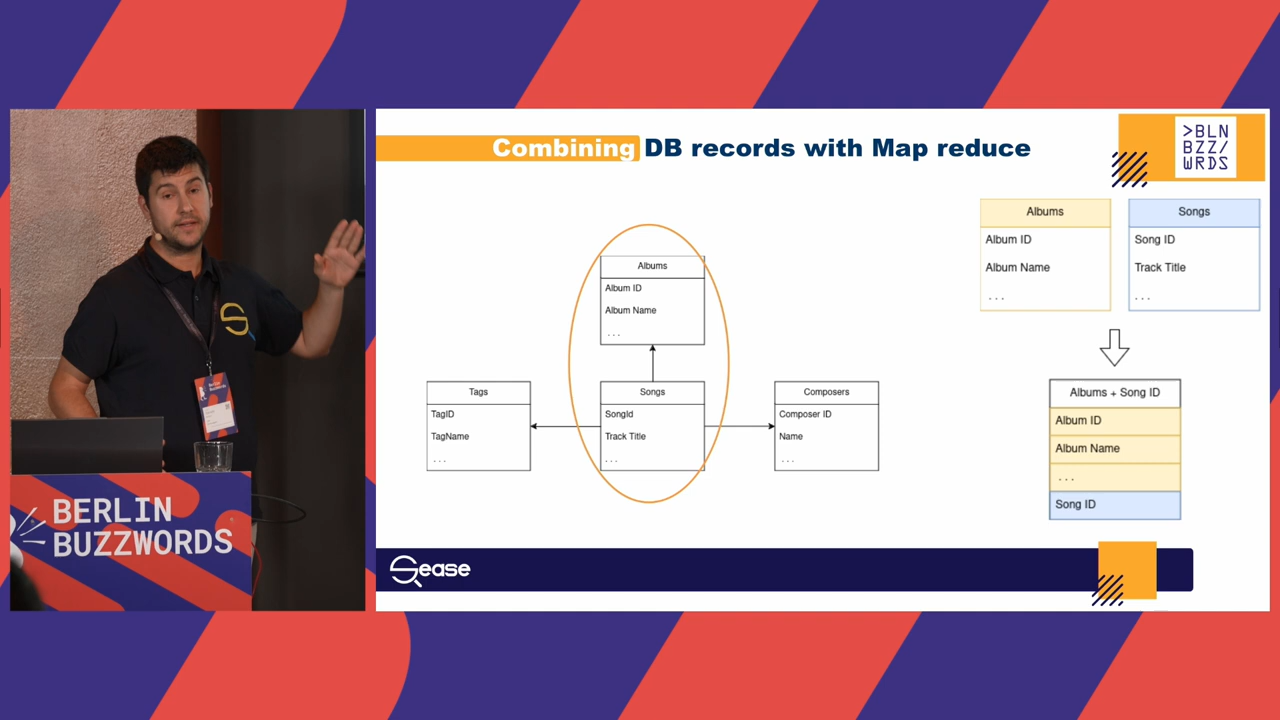 Combining DB records with Map reduce
>BLN
BZZ/
WRDS
Albums
Album ID
Album Name
...
Songs
SongId
Track Title
...
Tags
TagID
TagName
...
Composers
Composer ID
Name
...
Albums
Album ID
Album Name
...
Songs
Song ID
Track Title
...
Albums + Song ID
Album ID
Album Name
...
Song ID
Sease
BERLIN
BUZZWORDS